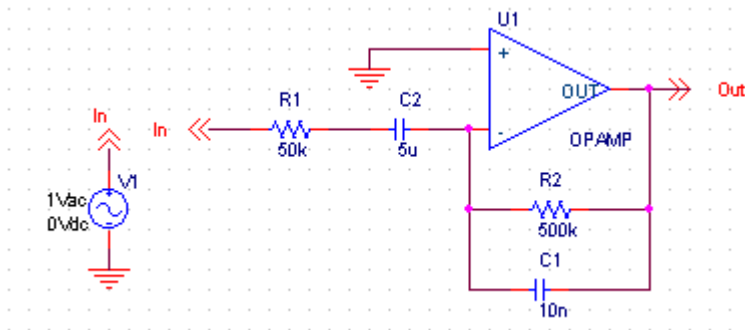 U1
+
OUT
Out
-
OPAMP
R1
50k
C2
5u
In
In
V1
1Vac
0Vdc
+
-
R2
500k
C1
10n